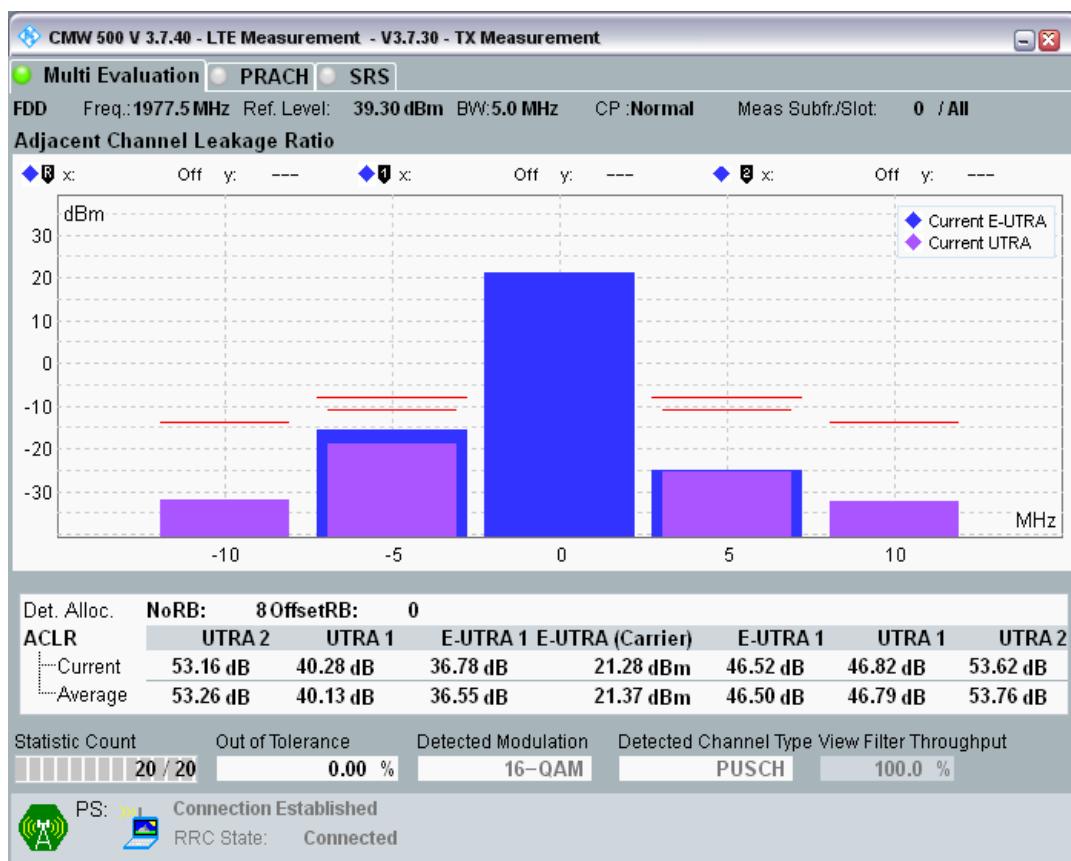 CMW 500 V 3.7.40 - LTE Measurement - V3.7.30 - TX Measurement
Multi Evaluation PRACH SRS
FDD Freq.: 1977.5 MHz Ref. Level: 39.30 dBm BW: 5.0 MHz CP : Normal Meas Subfr./Slot: 0 / All
Adjacent Channel Leakage Ratio
R x: Off y: --- 1 x: Off y: --- 2 x: Off y: ---
dBm
Current E-UTRA
Current UTRA
30
20
10
0
-10
-20
-30
MHz
-10 -5 0 5 10
Det. Alloc. NoRB: 8 OffsetRB: 0
ACLR UTRA 2 UTRA 1 E-UTRA 1 E-UTRA (Carrier) E-UTRA 1 UTRA 1 UTRA 2
Current 53.16 dB 40.28 dB 36.78 dB 21.28 dBm 46.52 dB 46.82 dB 53.62 dB
Average 53.26 dB 40.13 dB 36.55 dB 21.37 dBm 46.50 dB 46.79 dB 53.76 dB
Statistic Count Out of Tolerance Detected Modulation Detected Channel Type View Filter Throughput
20 / 20 0.00 % 16-QAM PUSCH 100.0 %
PS: Connection Established
RRC State: Connected